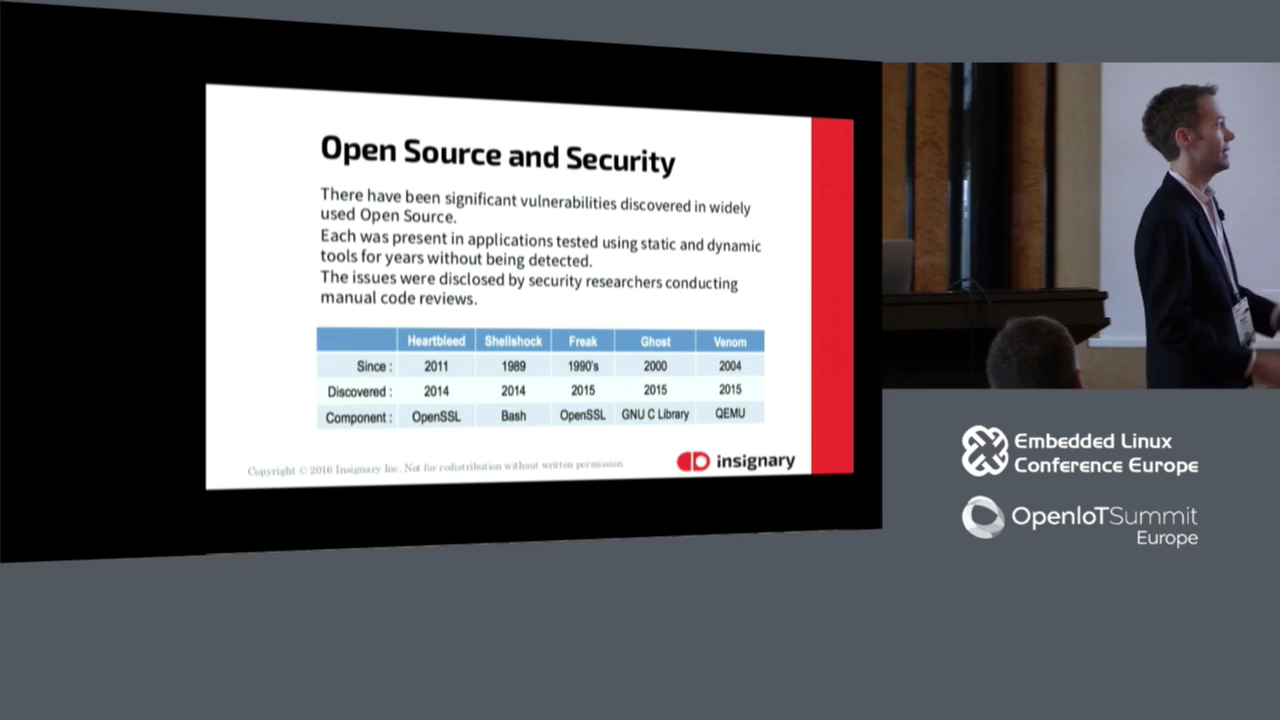 Open Source and Security
There have been significant vulnerabilities discovered in widely
used Open Source.
Each was present in applications tested using static and dynamic
tools for years without being detected.
The issues were disclosed by security researchers conducting
manual code reviews.
Heartbleed Shellshock Freak Ghost Venom
Since : 2011 1989 1990's 2000 2004
Discovered : 2014 2014 2015 2015 2015
Component : OpenSSL Bash OpenSSL GNU C Library QEMU
Copyright © 2016 Insignary Inc. Not for redistribution without written permission.
insignary
Embedded Linux
Conference Europe
OpenIoTSummit
Europe